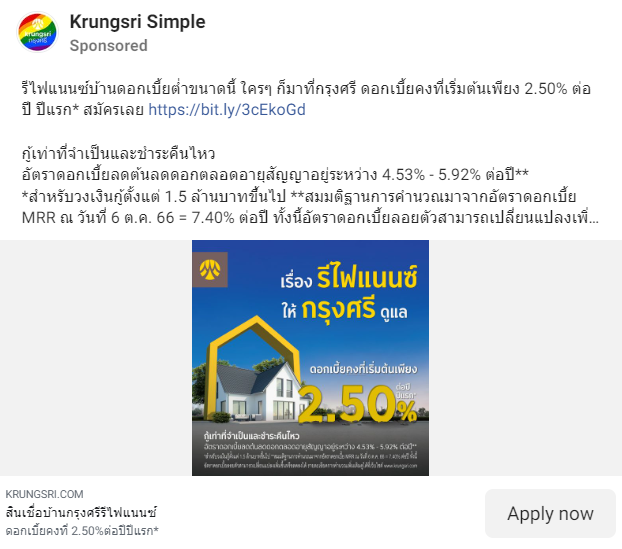 Krungsri Simple
Sponsored
krungsri
กรุงศรี
รีไฟแนนซ์บ้านดอกเบี้ยต่ำขนาดนี้ ใครๆ ก็มาที่กรุงศรี ดอกเบี้ยคงที่เริ่มต้นเพียง 2.50% ต่อ
ปี ปีแรก* สมัครเลย https://bit.ly/3cEkoGd
กู้เท่าที่จำเป็นและชำระคืนไหว
อัตราดอกเบี้ยลดต้นลดดอกตลอดอายุสัญญาอยู่ระหว่าง 4.53% - 5.92% ต่อปี**
*สำหรับวงเงินกู้ตั้งแต่ 1.5 ล้านบาทขึ้นไป **สมมติฐานการคำนวณมาจากอัตราดอกเบี้ย
MRR ณ วันที่ 6 ต.ค. 66 = 7.40% ต่อปี ทั้งนี้อัตราดอกเบี้ยลอยตัวสามารถเปลี่ยนแปลงเพิ่...
เรื่อง รีไฟแนนซ์
ให้ กรุงศรี ดูแล
ดอกเบี้ยคงที่เริ่มต้นเพียง
2.50%
ต่อปี
ปีแรก*
กู้เท่าที่จำเป็นและชำระคืนไหว
อัตราดอกเบี้ยลดต้นลดดอกตลอดอายุสัญญาอยู่ระหว่าง 4.53% - 5.92% ต่อปี**
KRUNGSRI.COM
สินเชื่อบ้านกรุงศรีรีไฟแนนซ์
ดอกเบี้ยคงที่ 2.50%ต่อปีปีแรก*
Apply now